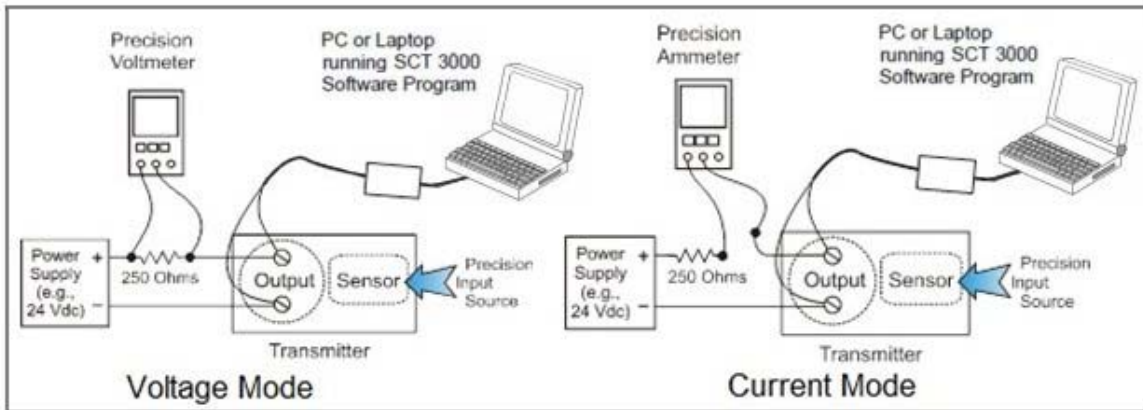 Precision
Voltmeter
PC or Laptop
running SCT 3000
Software Program
Power
Supply
(e.g.,
24 Vdc)
+
−
250 Ohms
Output
Sensor
Precision
Input
Source
Transmitter
Voltage Mode
Precision
Ammeter
PC or Laptop
running SCT 3000
Software Program
Power
Supply
(e.g.,
24 Vdc)
+
−
250 Ohms
Output
Sensor
Precision
Input
Source
Transmitter
Current Mode